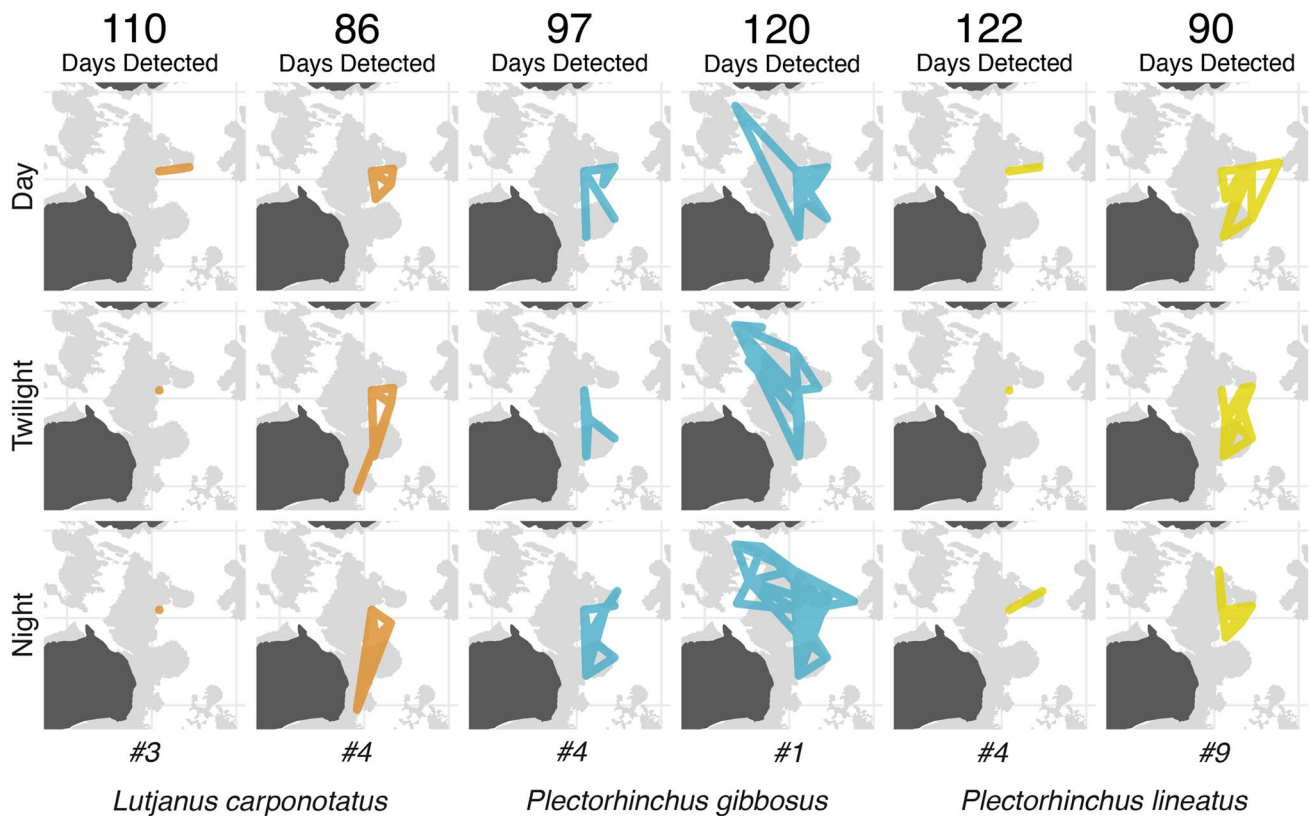 110 86 97 120 122 90
Days Detected Days Detected Days Detected Days Detected Days Detected Days Detected
Day
Twilight
Night
#3 #4 #4 #1 #4 #9
Lutjanus carponotatus Plectorhinchus gibbosus Plectorhinchus lineatus